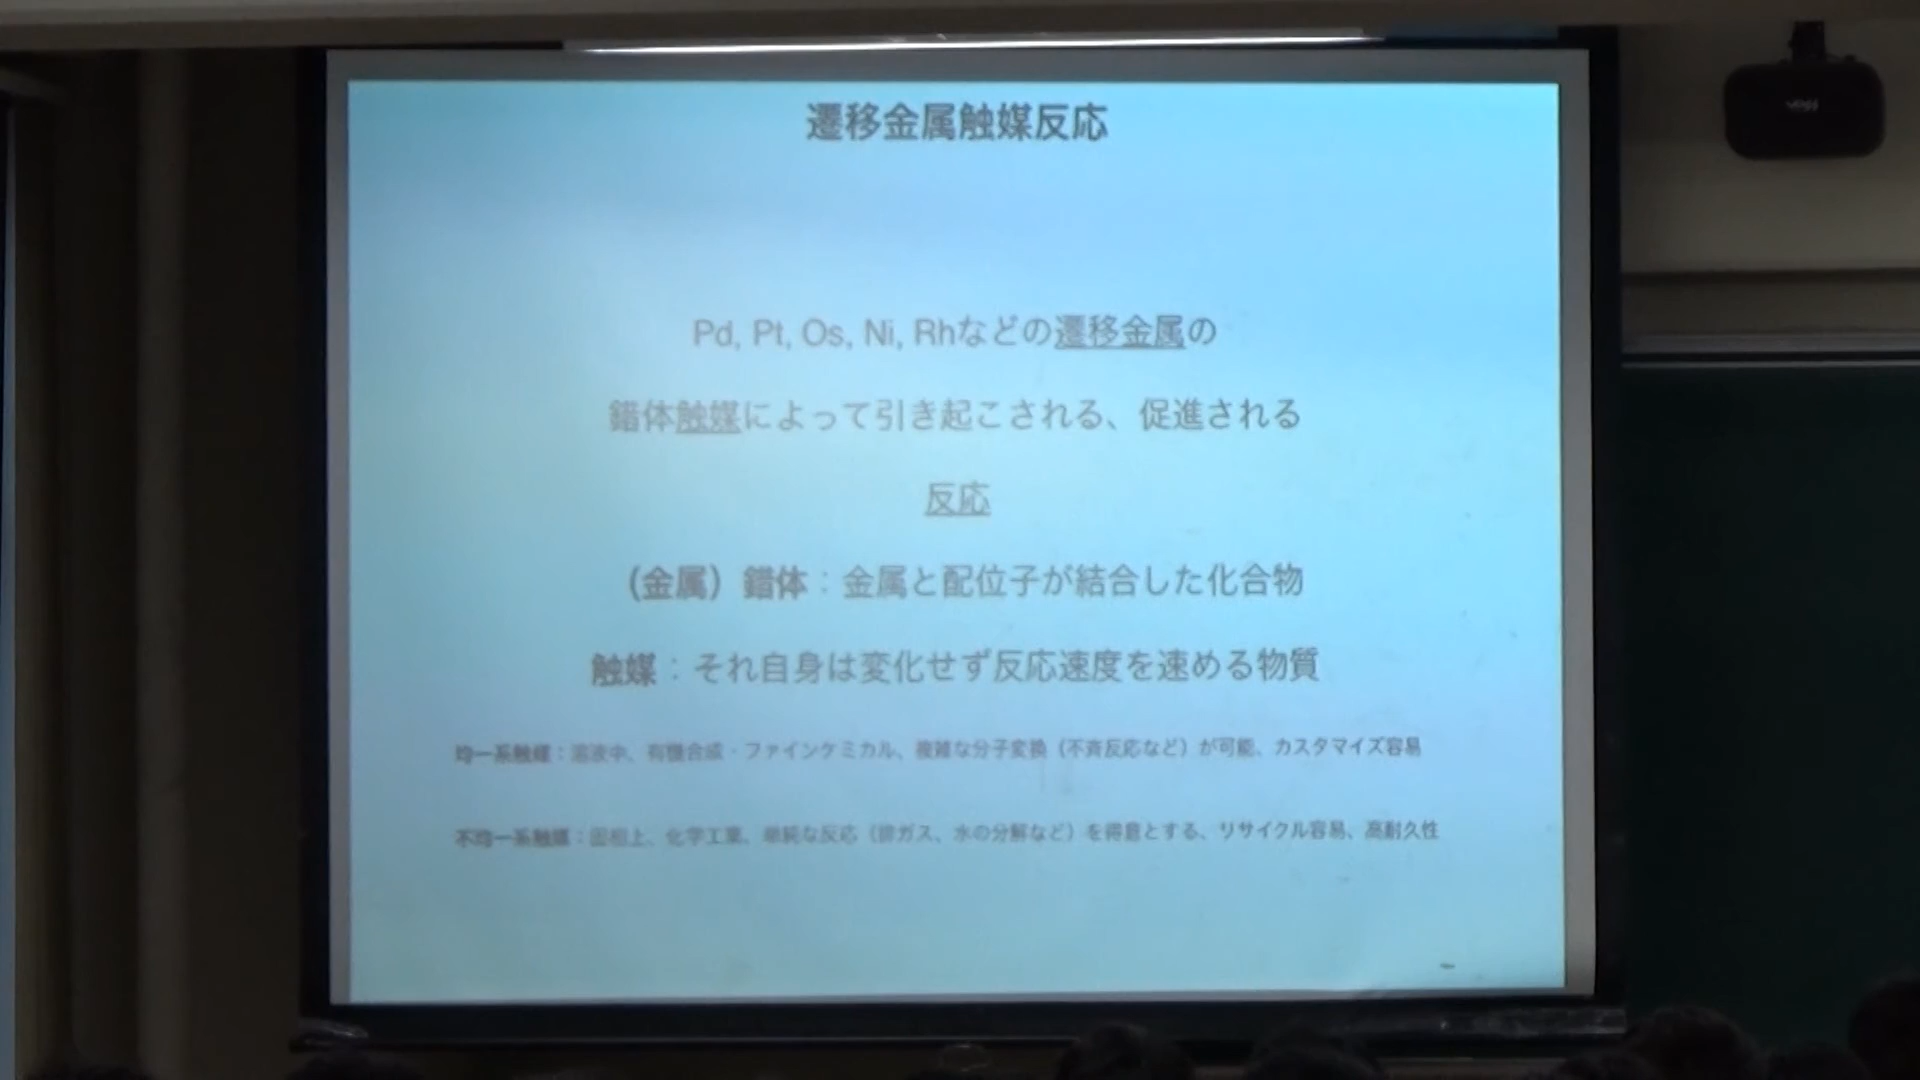 遷移金属触媒反応
Pd, Pt, Os, Ni, Rhなどの遷移金属の
錯体触媒によって引き起こされる、促進される
反応
（金属）錯体：金属と配位子が結合した化合物
触媒：それ自身は変化せず反応速度を速める物質
均一系触媒：溶液中、有機合成・ファインケミカル、複雑な分子変換（不斉反応など）が可能、カスタマイズ容易
不均一系触媒：固相上、化学工業、単純な反応（排ガス、水の分解など）を得意とする、リサイクル容易、高耐久性